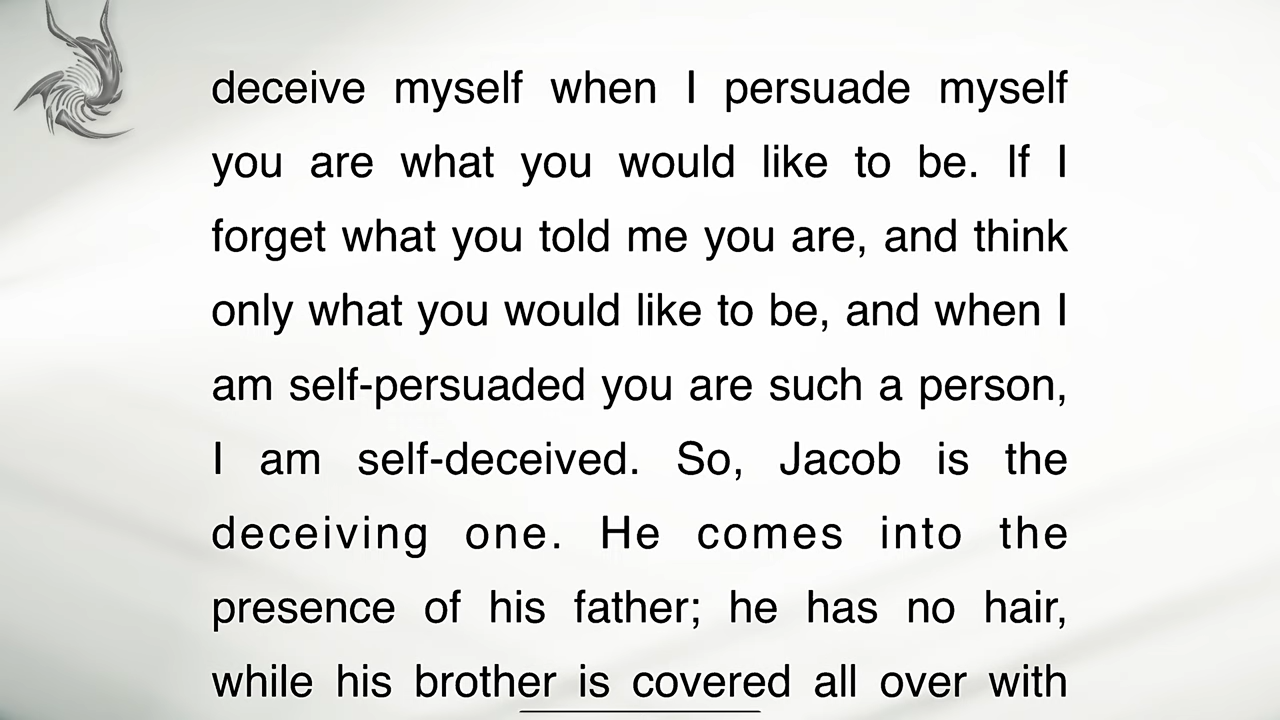 deceive myself when I persuade myself
you are what you would like to be. If I
forget what you told me you are, and think
only what you would like to be, and when I
am self-persuaded you are such a person,
I am self-deceived. So, Jacob is the
deceiving one. He comes into the
presence of his father; he has no hair,
while his brother is covered all over with